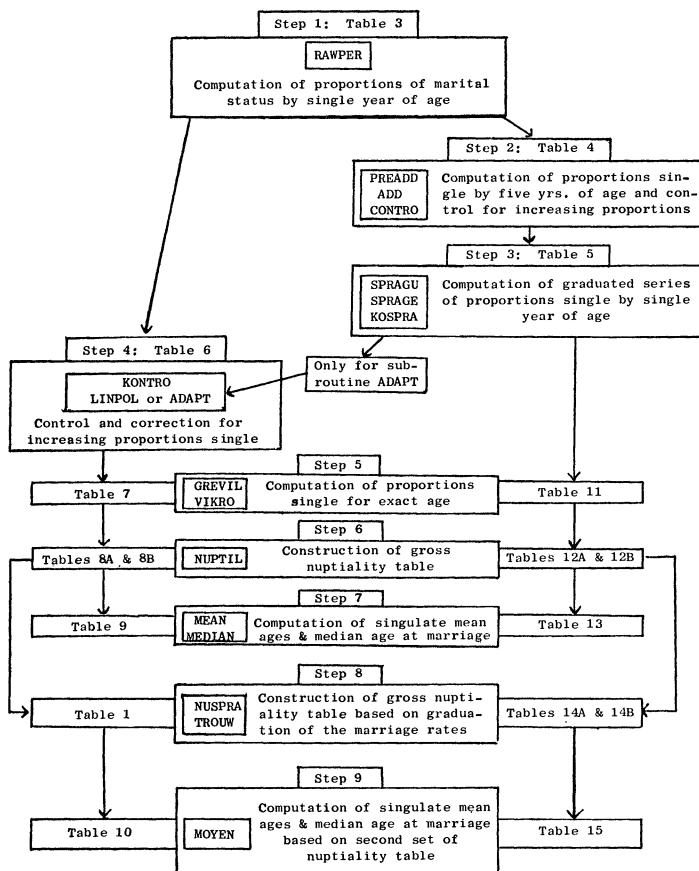 Step 1: Table 3
RAWPER
Computation of proportions of marital
status by single year of age
Step 2: Table 4
PREADD
ADD
CONTRO
Computation of proportions sin-
gle by five yrs. of age and con-
trol for increasing proportions
Step 3: Table 5
SPRAGU
SPRAGE
KOSPRA
Computation of graduated series
of proportions single by single
year of age
Step 4: Table 6
KONTRO
LINPOL or ADAPT
Control and correction for
increasing proportions single
Only for sub-
routine ADAPT
Step 5
Table 7
GREVIL
VIKRO
Computation of proportions
single for exact age
Table 11
Step 6
Tables 8A & 8B
NUPTIL
Construction of gross
nuptiality table
Tables 12A & 12B
Step 7
Table 9
MEAN
MEDIAN
Computation of singulate mean
ages & median age at marriage
Table 13
Step 8
Table 1
NUSPRA
TROUW
Construction of gross nupti-
ality table based on gradua-
tion of the marriage rates
Tables 14A & 14B
Step 9
Table 10
MOYEN
Computation of singulate mean
ages & median age at marriage
based on second set of
nuptiality table
Table 15